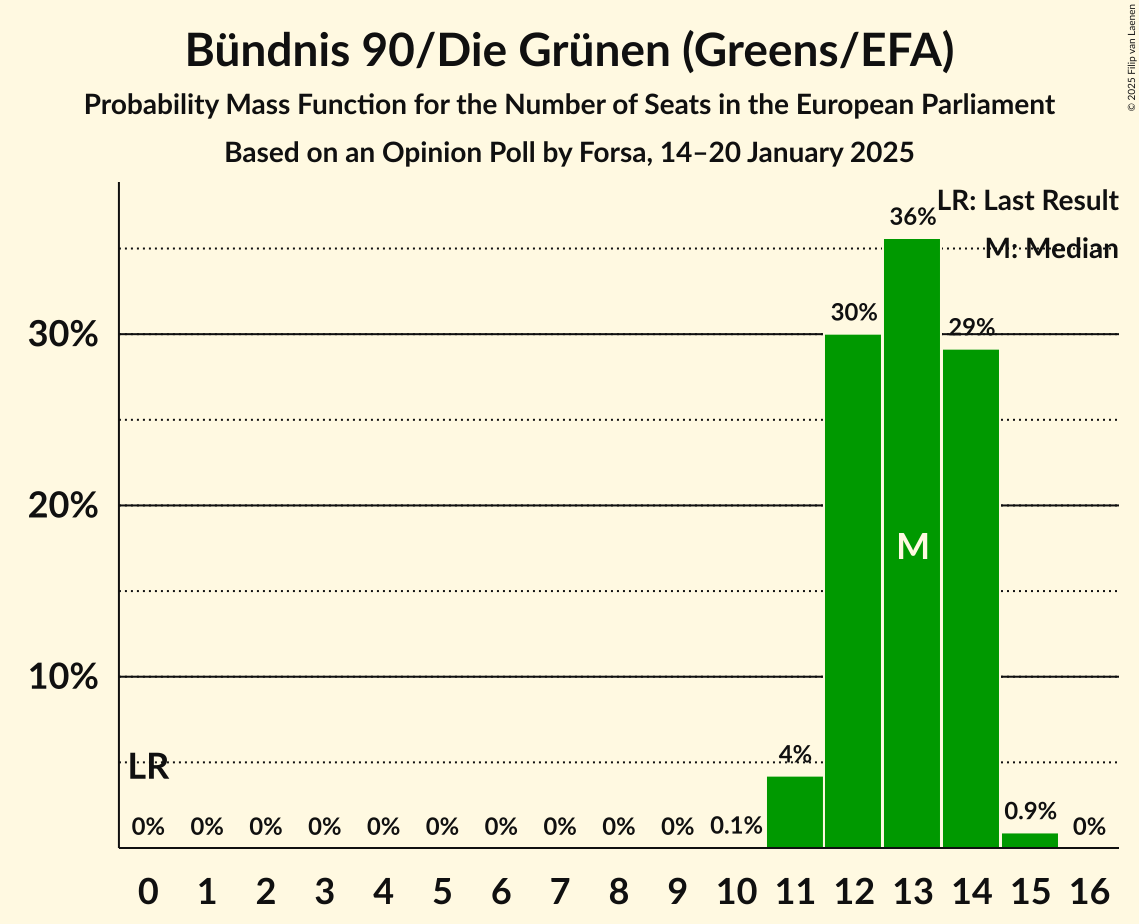 Bündnis 90/Die Grünen (Greens/EFA)
Probability Mass Function for the Number of Seats in the European Parliament
Based on an Opinion Poll by Forsa, 14–20 January 2025
© 2025 Filip van Laenen
LR: Last Result
M: Median
36%
30%
29%
30%
20%
M
10%
LR
4%
0% 0% 0% 0% 0% 0% 0% 0% 0% 0% 0.1% 0.9% 0%
0 1 2 3 4 5 6 7 8 9 10 11 12 13 14 15 16